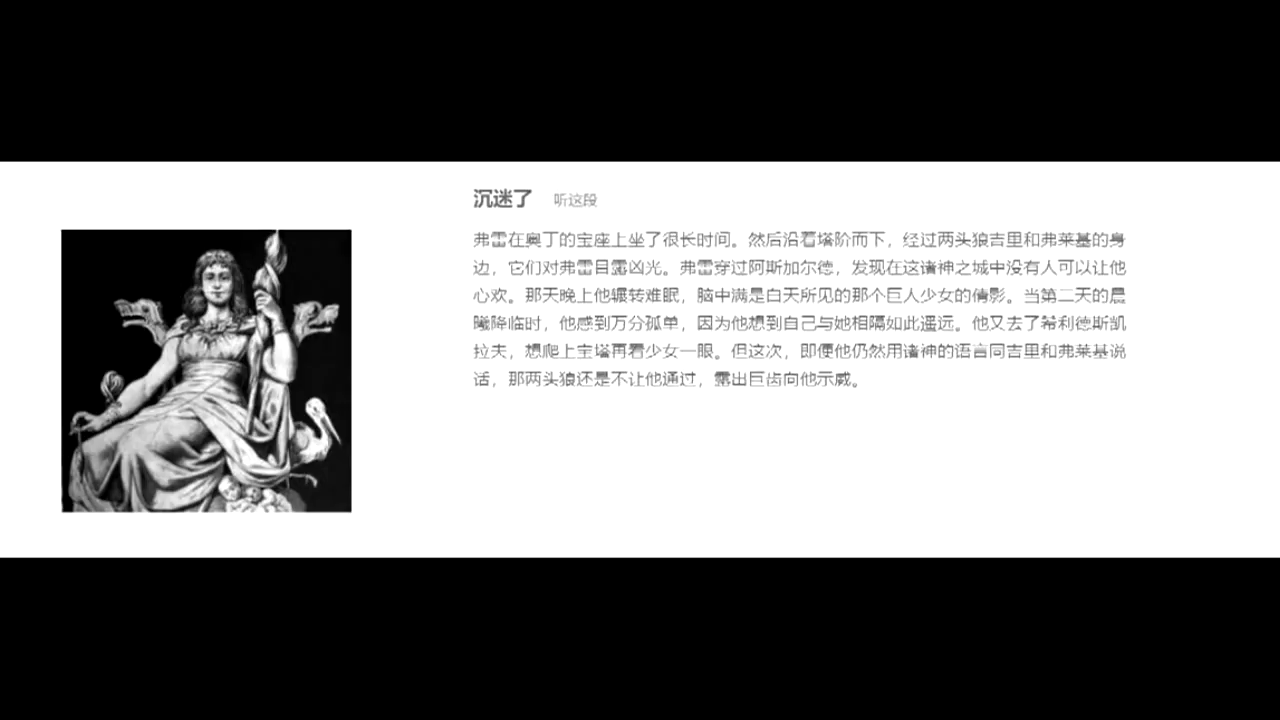 沉迷了 听这段
弗雷在奥丁的宝座上坐了很长时间。然后沿着塔阶而下，经过两头狼吉里和弗莱基的身
边，它们对弗雷目露凶光。弗雷穿过阿斯加尔德，发现在这诸神之城中没有人可以让他
心欢。那天晚上他辗转难眠，脑中满是白天所见的那个巨人少女的倩影。当第二天的晨
曦降临时，他感到万分孤单，因为他想到自己与她相隔如此遥远。他又去了希利德斯凯
拉夫，想爬上宝塔再看少女一眼。但这次，即便他仍然用诸神的语言同吉里和弗莱基说
话，那两头狼还是不让他通过，露出巨齿向他示威。